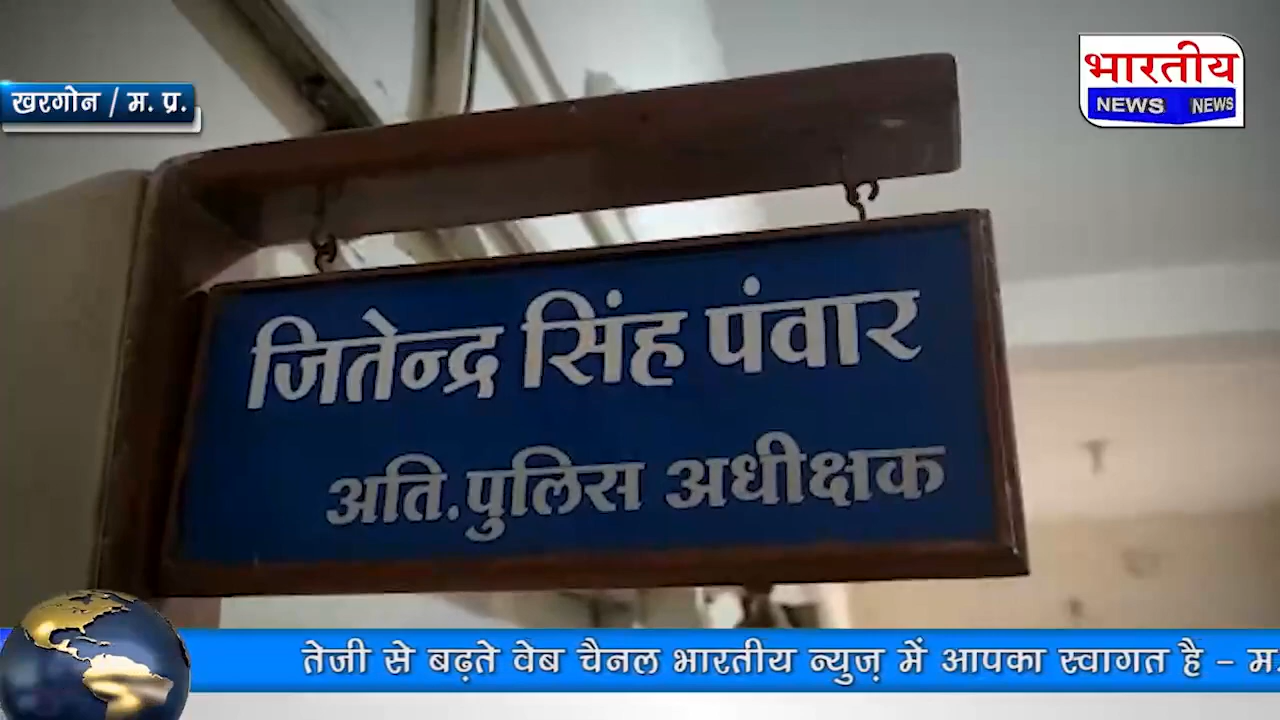 भारतीय
NEWS NEWS
खरगोन / म. प्र.
जितेन्द्र सिंह पंवार
अति.पुलिस अधीक्षक
तेजी से बढ़ते वेब चैनल भारतीय न्युज़ में आपका स्वागत है - म.